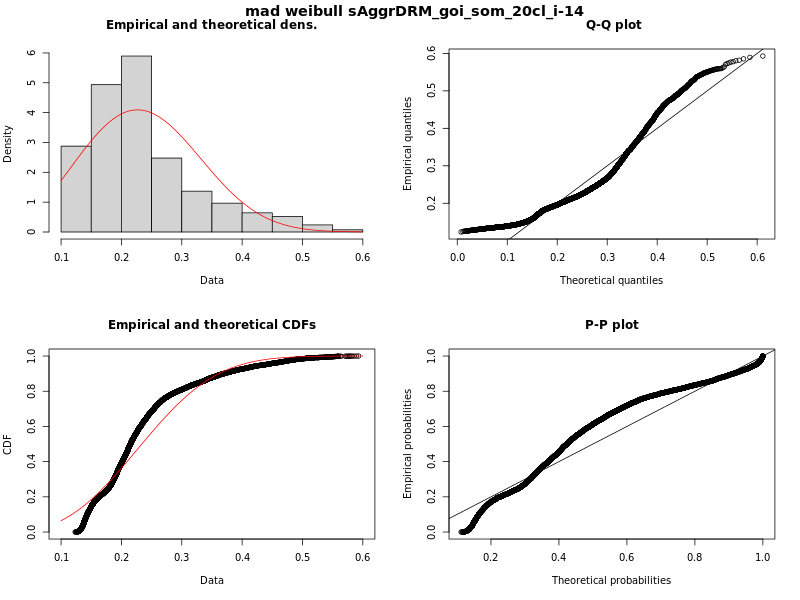 mad weibull sAggrDRM_goi_som_20cl_i-14
Empirical and theoretical dens.
Density
0 1 2 3 4 5 6
0.1 0.2 0.3 0.4 0.5 0.6
Data
Q-Q plot
Empirical quantiles
0.2 0.3 0.4 0.5 0.6
0.0 0.1 0.2 0.3 0.4 0.5 0.6
Theoretical quantiles
Empirical and theoretical CDFs
CDF
0.0 0.2 0.4 0.6 0.8 1.0
0.1 0.2 0.3 0.4 0.5 0.6
Data
P-P plot
Empirical probabilities
0.0 0.2 0.4 0.6 0.8 1.0
0.2 0.4 0.6 0.8 1.0
Theoretical probabilities